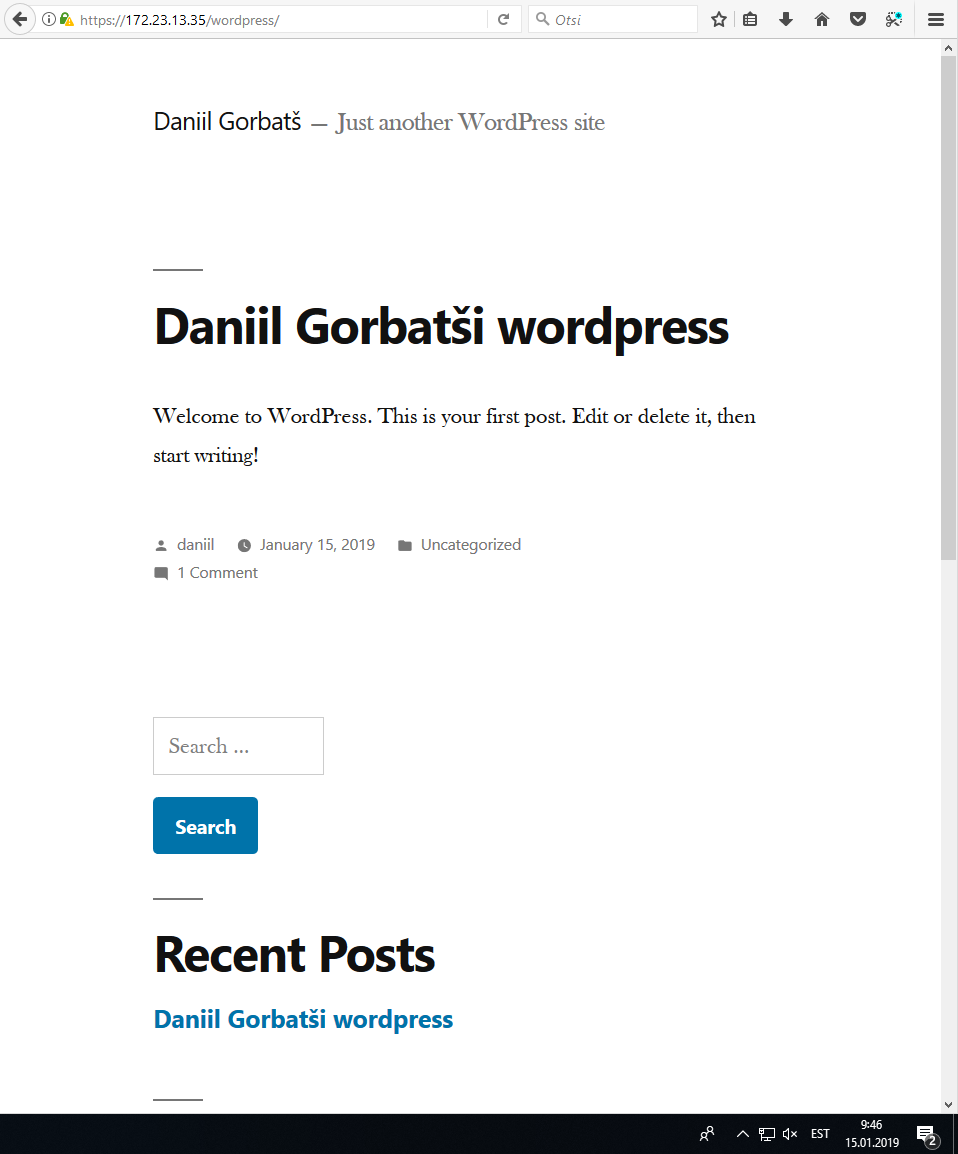 https://172.23.13.35/wordpress/
Otsi
Daniil Gorbatš — Just another WordPress site
Daniil Gorbatši wordpress
Welcome to WordPress. This is your first post. Edit or delete it, then
start writing!
daniil January 15, 2019 Uncategorized
1 Comment
Search ...
Search
Recent Posts
Daniil Gorbatši wordpress
EST
9:46
15.01.2019
2